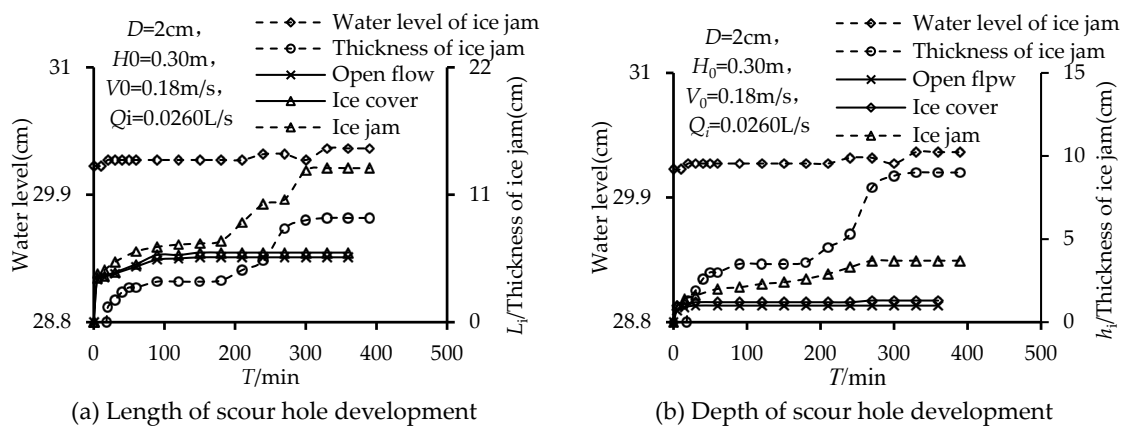 D=2cm，
H0=0.30m，
V0=0.18m/s，
Qi=0.0260L/s
Water level of ice jam
Thickness of ice jam
Open flow
Ice cover
Ice jam
31
29.9
28.8
Water level(cm)
22
11
0
Li/Thickness of ice jam(cm)
0 100 200 300 400 500
T/min
(a) Length of scour hole development
D=2cm，
H0=0.30m，
V0=0.18m/s，
Qi=0.0260L/s
Water level of ice jam
Thickness of ice jam
Open flpw
Ice cover
Ice jam
31
29.9
28.8
Water level(cm)
15
10
5
0
hi/Thickness of ice jam(cm)
0 100 200 300 400 500
T/min
(b) Depth of scour hole development